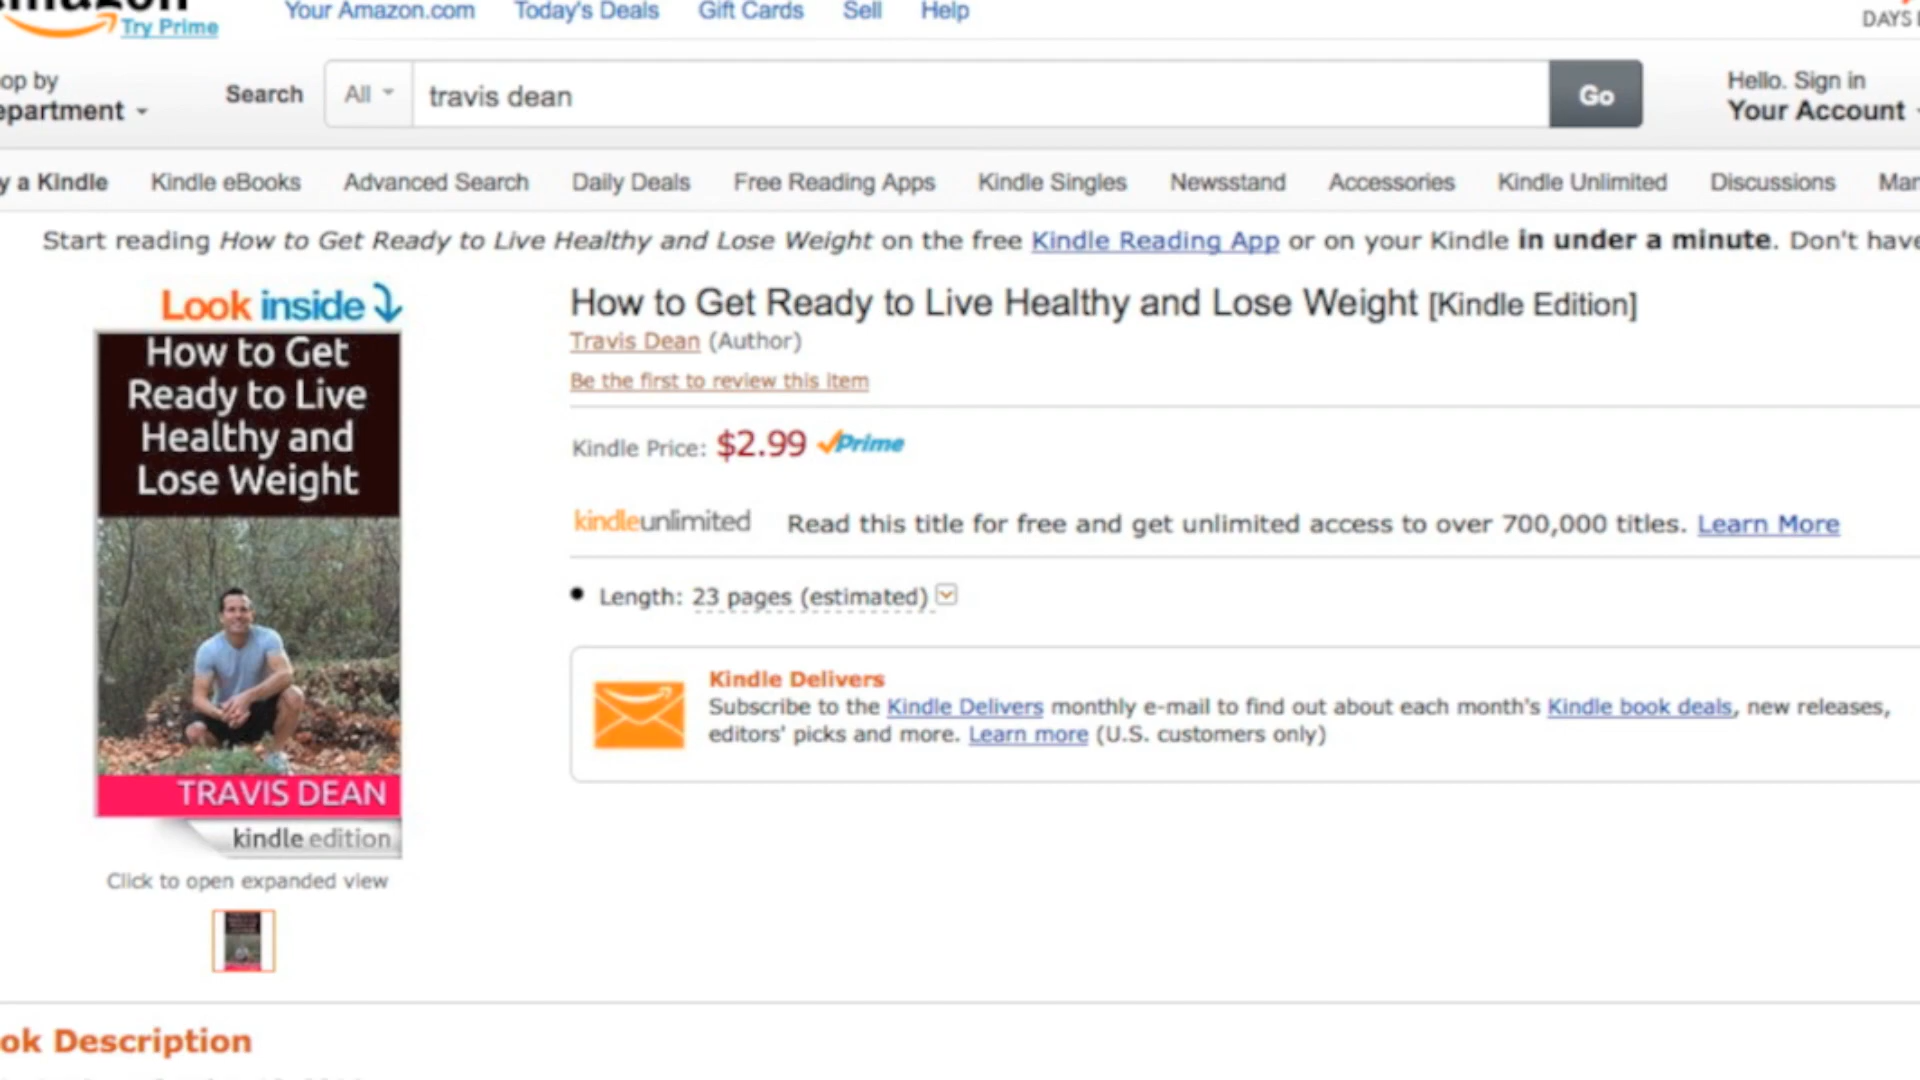 amazon
Try Prime
Your Amazon.com Today's Deals Gift Cards Sell Help
DAYS
op by
epartment
Search All travis dean Go
Hello. Sign in
Your Account
y a Kindle Kindle eBooks Advanced Search Daily Deals Free Reading Apps Kindle Singles Newsstand Accessories Kindle Unlimited Discussions Man
Start reading How to Get Ready to Live Healthy and Lose Weight on the free Kindle Reading App or on your Kindle in under a minute. Don't have
Look inside
How to Get
Ready to Live
Healthy and
Lose Weight
TRAVIS DEAN
kindle edition
Click to open expanded view
How to Get Ready to Live Healthy and Lose Weight [Kindle Edition]
Travis Dean (Author)
Be the first to review this item
Kindle Price: $2.99 Prime
kindleunlimited Read this title for free and get unlimited access to over 700,000 titles. Learn More
• Length: 23 pages (estimated)
Kindle Delivers
Subscribe to the Kindle Delivers monthly e-mail to find out about each month's Kindle book deals, new releases,
editors' picks and more. Learn more (U.S. customers only)
ok Description